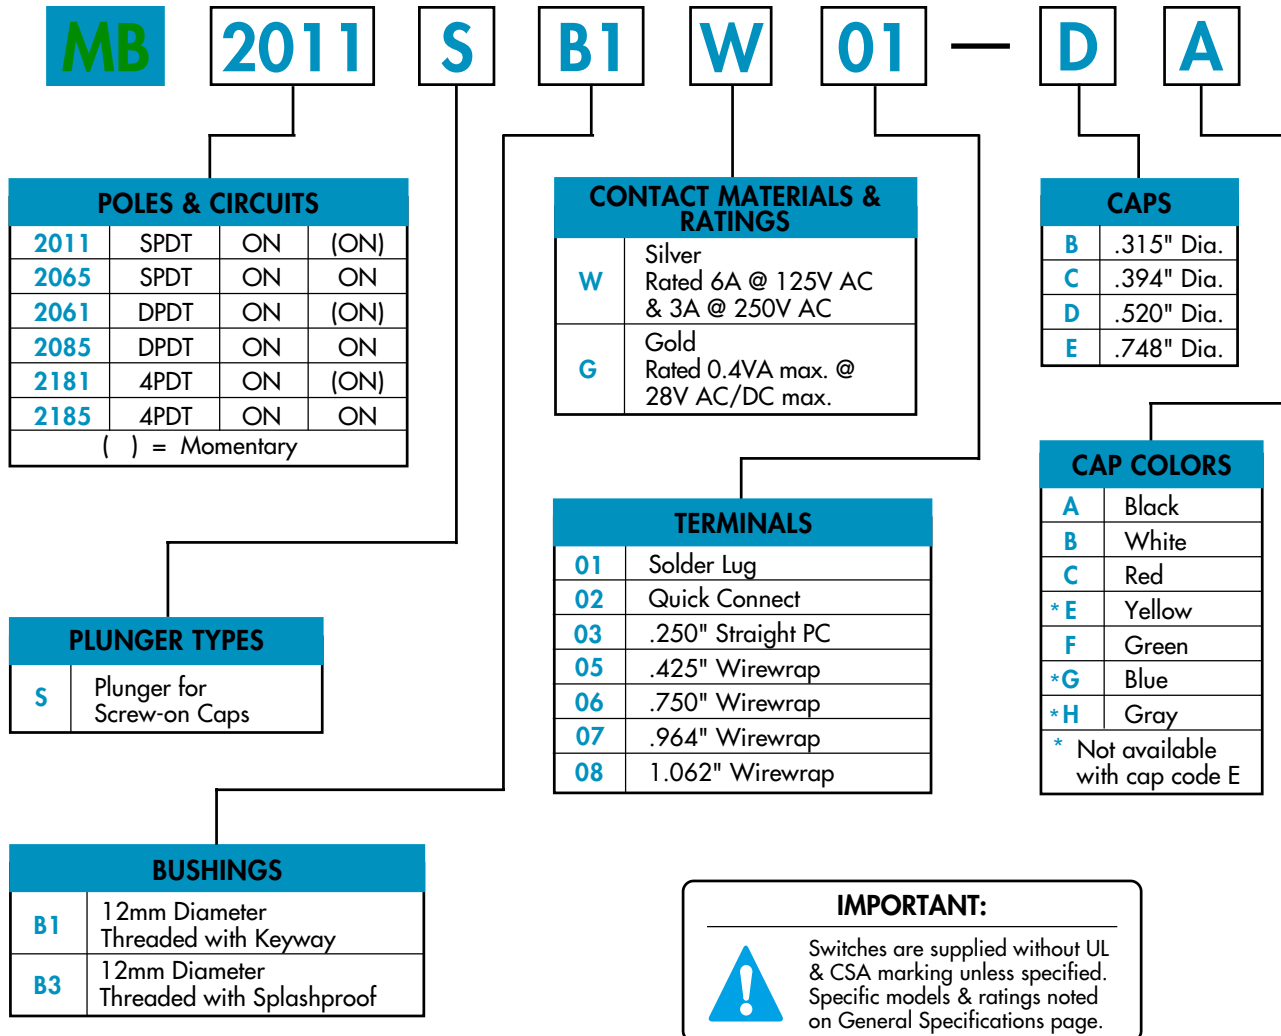 MB 2011 S B1 W 01 — D A
POLES & CIRCUITS
2011 SPDT ON (ON)
2065 SPDT ON ON
2061 DPDT ON (ON)
2085 DPDT ON ON
2181 4PDT ON (ON)
2185 4PDT ON ON
( ) = Momentary
PLUNGER TYPES
S Plunger for
Screw-on Caps
BUSHINGS
B1 12mm Diameter
Threaded with Keyway
B3 12mm Diameter
Threaded with Splashproof
CONTACT MATERIALS &
RATINGS
W Silver
Rated 6A @ 125V AC
& 3A @ 250V AC
G Gold
Rated 0.4VA max. @
28V AC/DC max.
TERMINALS
01 Solder Lug
02 Quick Connect
03 .250" Straight PC
05 .425" Wirewrap
06 .750" Wirewrap
07 .964" Wirewrap
08 1.062" Wirewrap
CAPS
B .315" Dia.
C .394" Dia.
D .520" Dia.
E .748" Dia.
CAP COLORS
A Black
B White
C Red
* E Yellow
F Green
*G Blue
*H Gray
* Not available
with cap code E
IMPORTANT:
Switches are supplied without UL
& CSA marking unless specified.
Specific models & ratings noted
on General Specifications page.